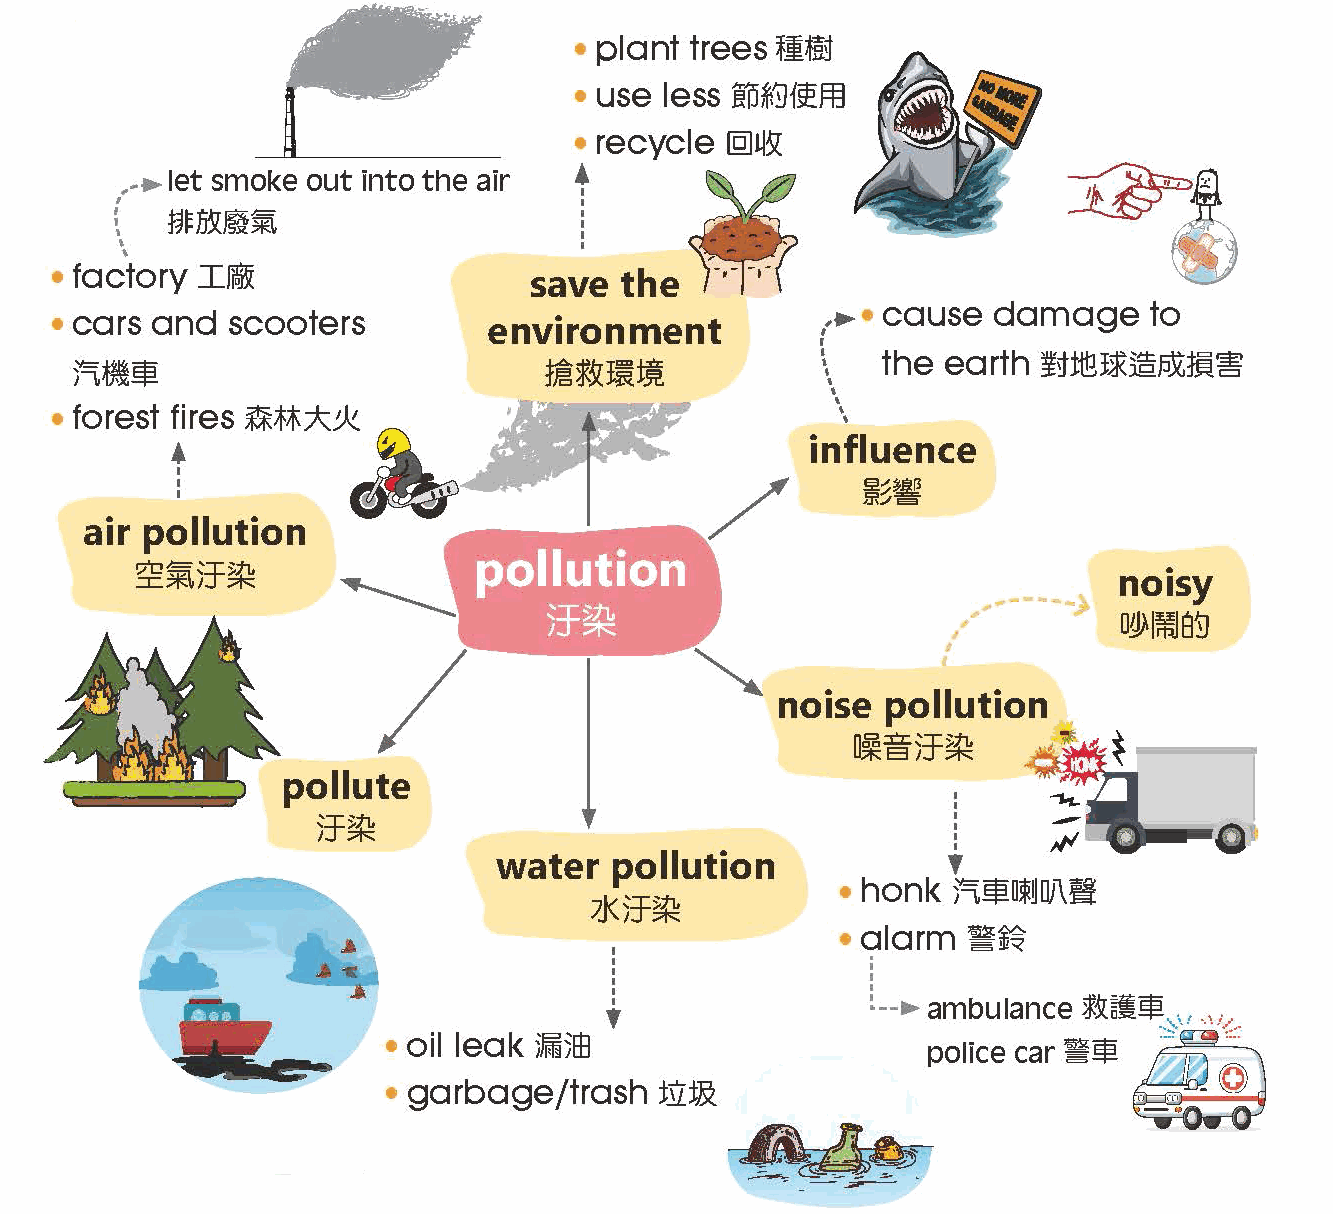 plant trees 種樹
use less 節約使用
recycle 回收
NO MORE
GARBAGE
let smoke out into the air
排放廢氣
factory 工廠
cars and scooters
汽機車
forest fires 森林大火
save the
environment
搶救環境
cause damage to
the earth 對地球造成損害
influence
影響
air pollution
空氣汙染
pollution
汙染
noisy
吵鬧的
noise pollution
噪音汙染
HONK
pollute
汙染
water pollution
水汙染
honk 汽車喇叭聲
alarm 警鈴
ambulance 救護車
police car 警車
oil leak 漏油
garbage/trash 垃圾